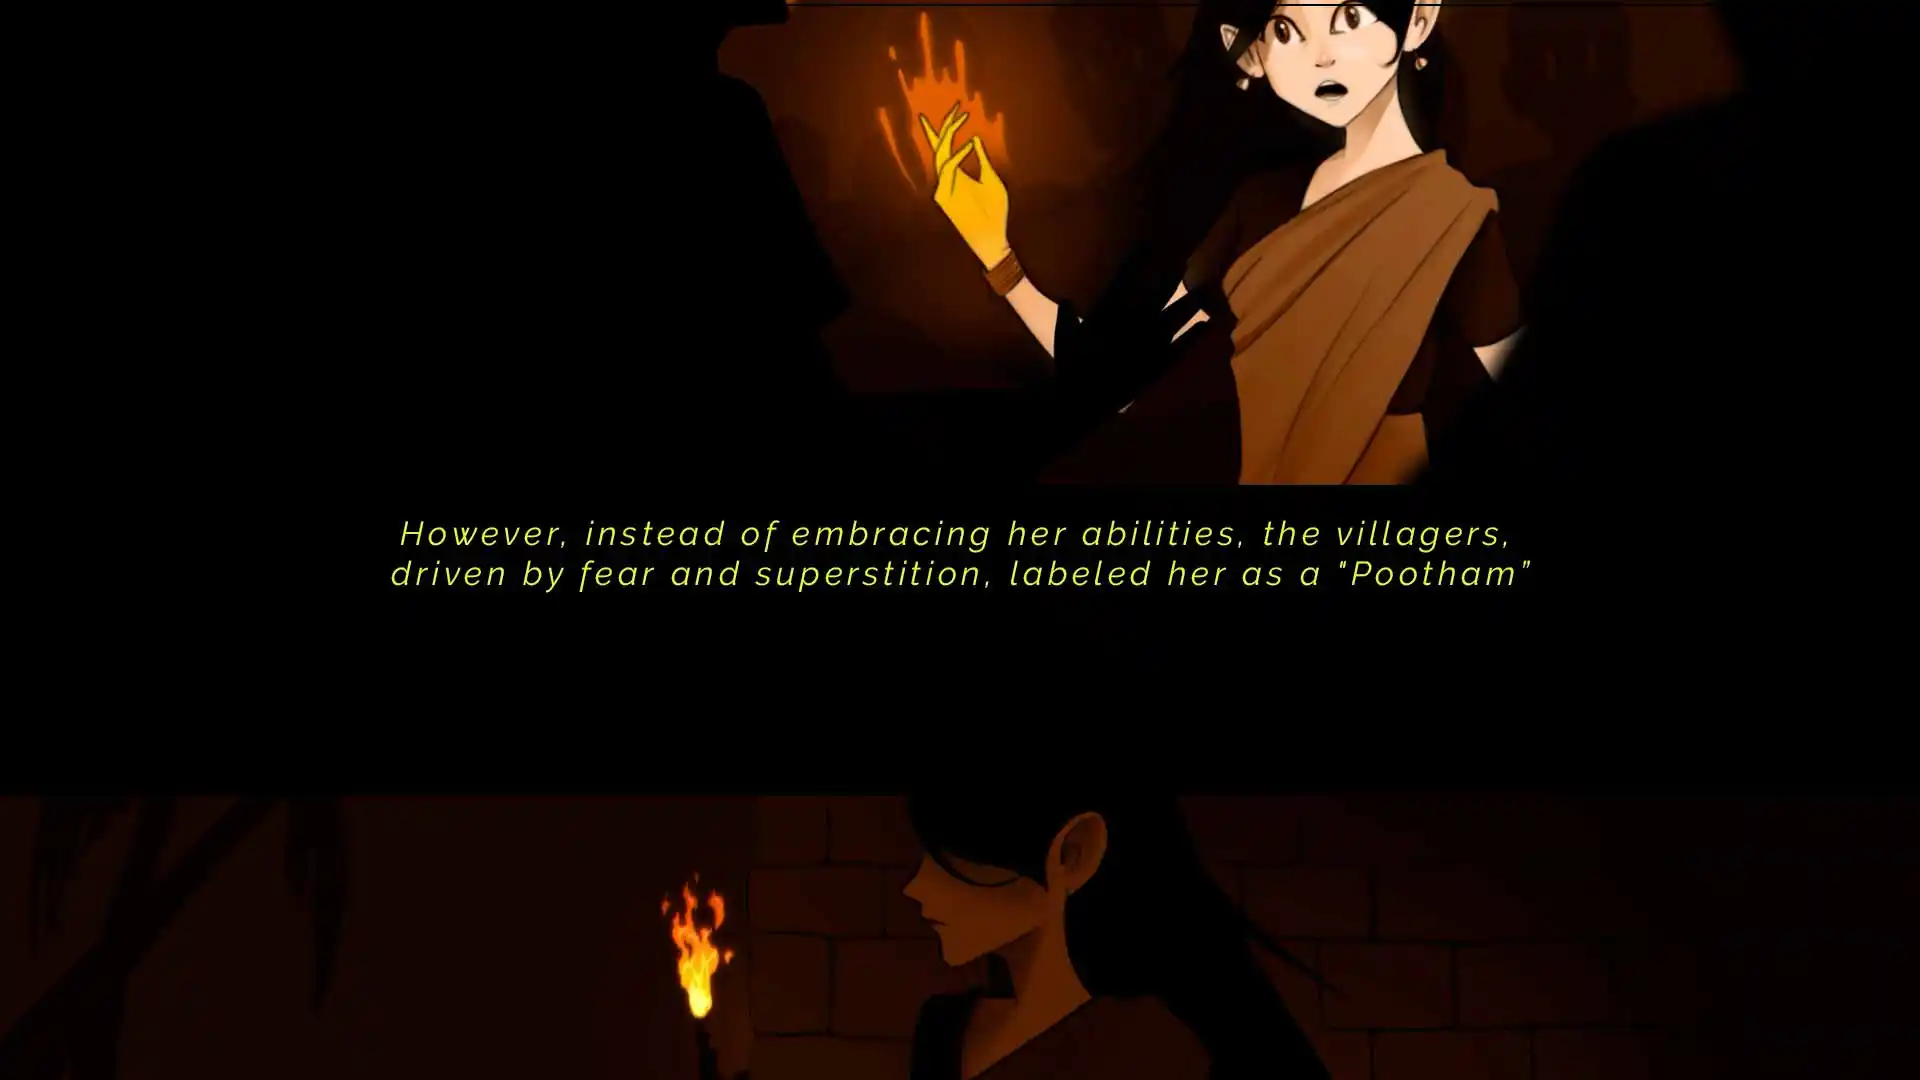 However, instead of embracing her abilities, the villagers,
driven by fear and superstition, labeled her as a "Pootham”